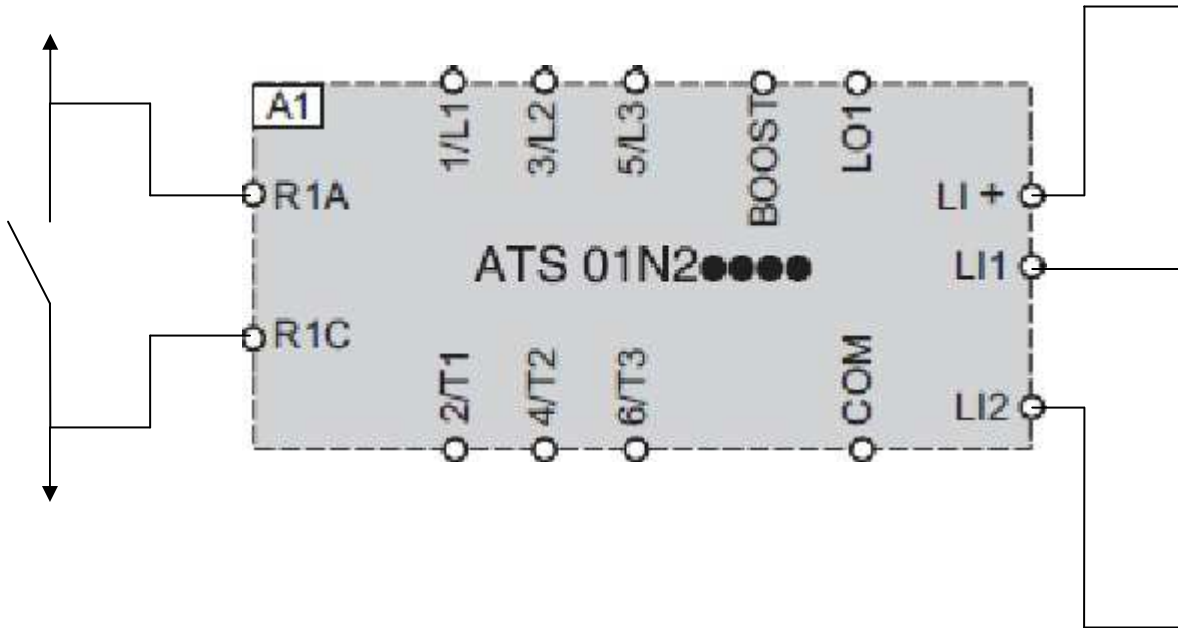 A1
1/L1
3/L2
5/L3
BOOST
LO1
R1A
LI +
ATS 01N2●●●●
LI1
R1C
2/T1
4/T2
6/T3
COM
LI2